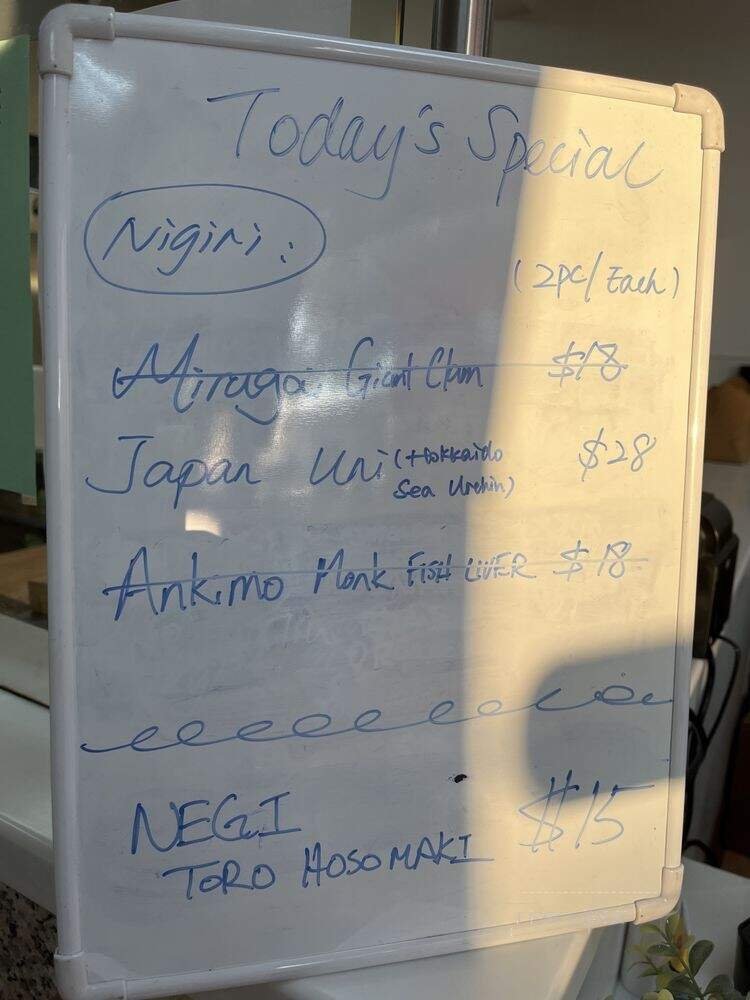 Today's Special
Nigiri:
(2pc/Each)
Mirugai Giant Clam $18
Japan Uni (Hokkaido Sea Urchin) $28
Ankimo Monk FISH LIVER $18
NEGI
TORO HOSOMAKI $15